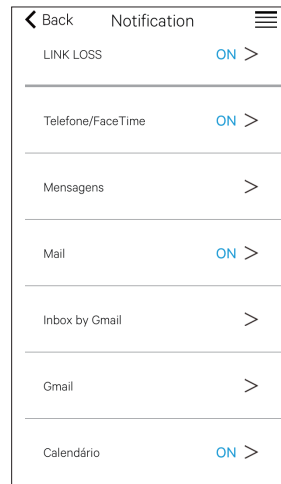 Back Notification
LINK LOSS ON
Telefone/FaceTime ON
Mensagens
Mail ON
Inbox by Gmail
Gmail
Calendário ON